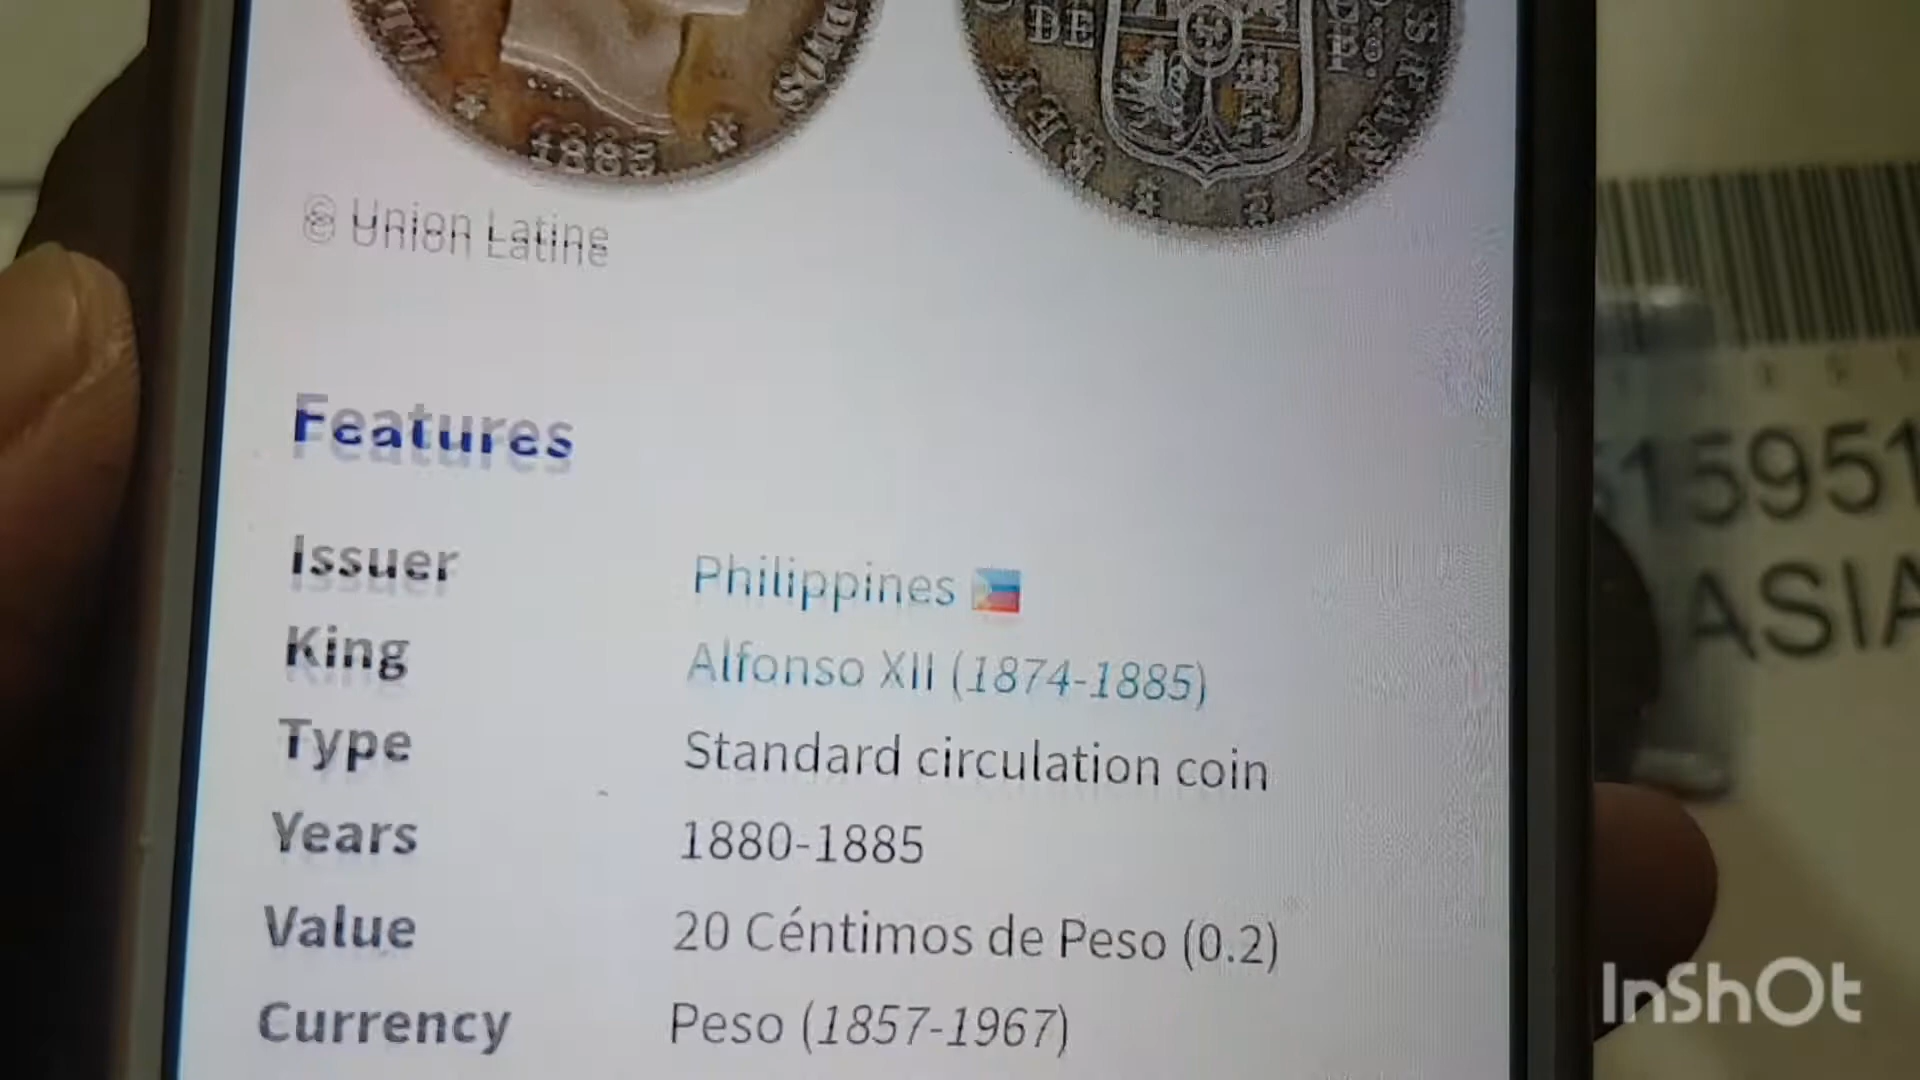 DE
1885
© Union Latine
Features
Issuer Philippines
King Alfonso XII (1874-1885)
Type Standard circulation coin
Years 1880-1885
Value 20 Céntimos de Peso (0.2)
Currency Peso (1857-1967)
15951
ASIA
InShOt